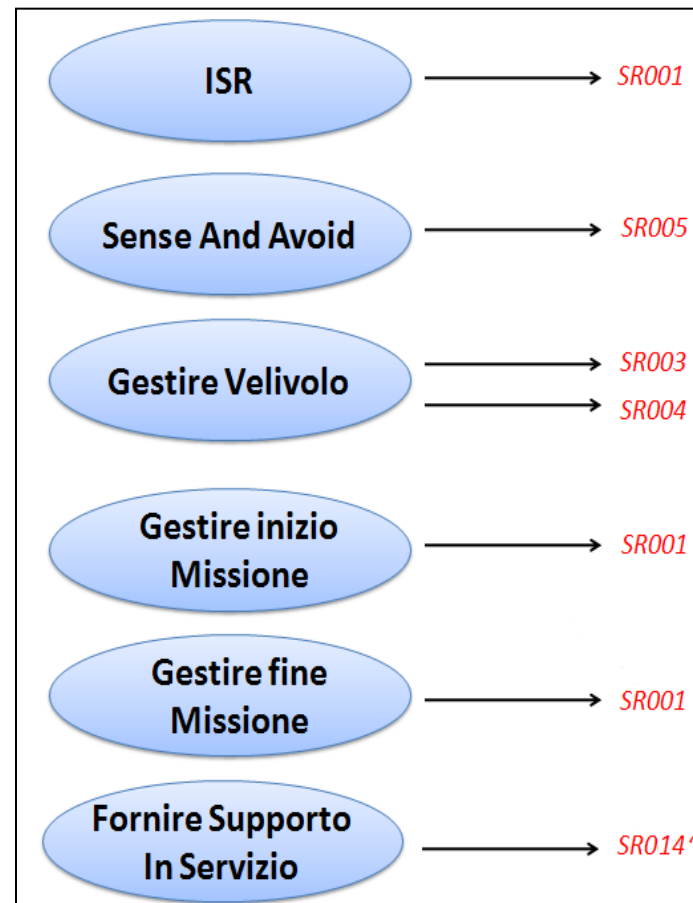 ISR
SR001
Sense And Avoid
SR005
Gestire Velivolo
SR003
SR004
Gestire inizio
Missione
SR001
Gestire fine
Missione
SR001
Fornire Supporto
In Servizio
SR014'